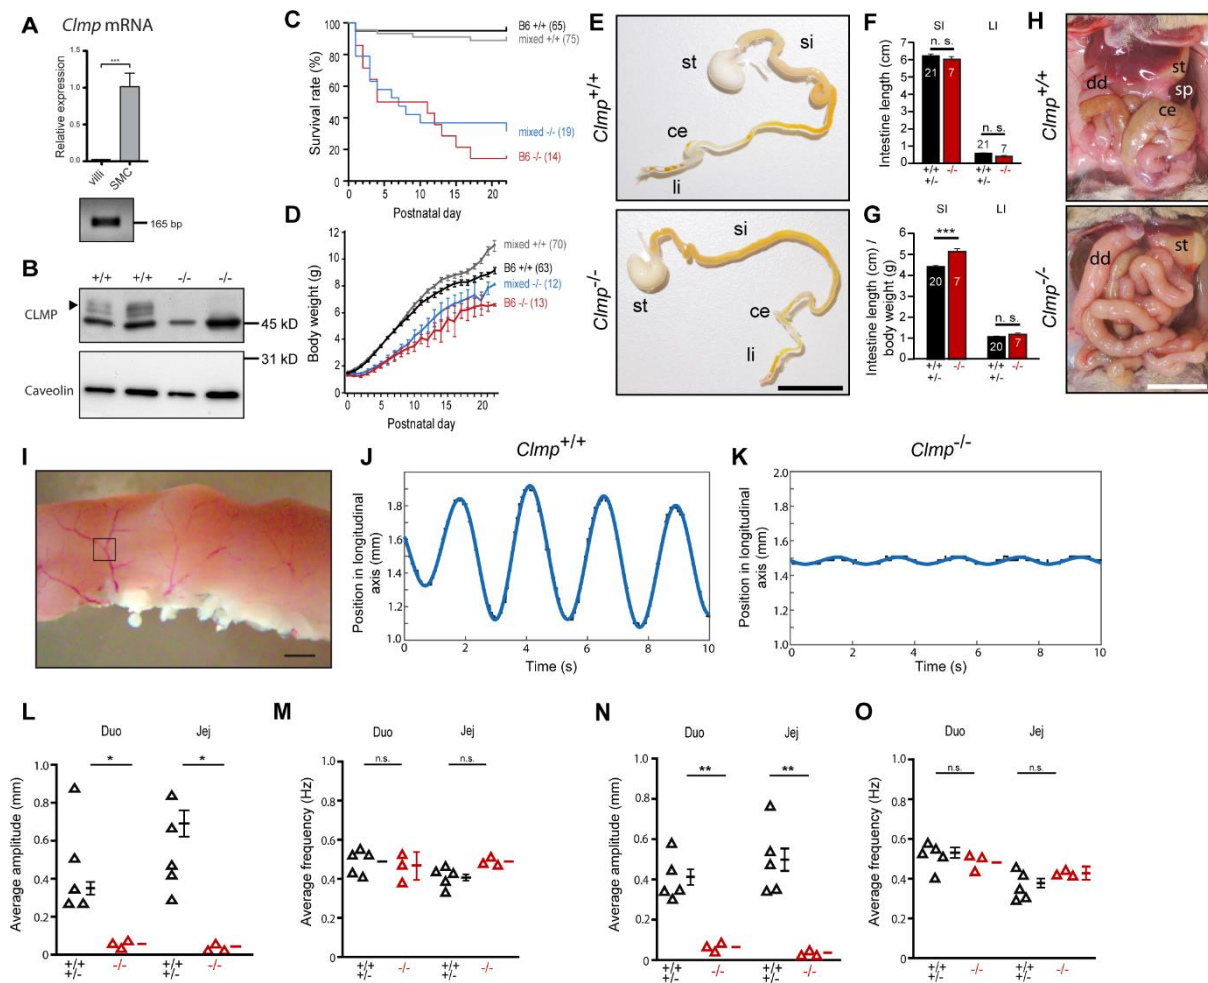 A
Clmp mRNA
Relative expression
1.5
1.0
0.5
0.0
***
villi
SMC
165 bp
B
+/+
+/+
-/-
-/-
CLMP
45 kD
31 kD
Caveolin
C
Survival rate (%)
100
90
80
70
60
50
40
30
20
10
0
0
5
10
15
20
Postnatal day
B6 +/+ (65)
mixed +/+ (75)
mixed -/- (19)
B6 -/- (14)
D
Body weight (g)
12
10
8
6
4
2
0
0
5
10
15
20
Postnatal day
mixed +/+ (70)
B6 +/+ (63)
mixed -/- (12)
B6 -/- (13)
E
Clmp+/+
st
si
ce
li
Clmp-/-
si
st
ce
li
F
SI
LI
Intestine length (cm)
7
6
5
4
3
2
1
0
n. s.
21
7
n. s.
21
7
+/+
+/-
-/-
+/+
+/-
-/-
G
SI
LI
Intestine length (cm) /
body weight (g)
6
5
4
3
2
1
0
***
20
7
n. s.
20
7
+/+
+/-
-/-
+/+
+/-
-/-
H
Clmp+/+
dd
st
sp
ce
Clmp-/-
dd
st
I
J
Clmp+/+
Position in longitudinal
axis (mm)
1.8
1.6
1.4
1.2
1.0
0
2
4
6
8
10
Time (s)
K
Clmp-/-
Position in longitudinal
axis (mm)
2.0
1.8
1.6
1.4
1.2
1.0
0
2
4
6
8
10
Time (s)
L
Duo
Jej
*
*
Average amplitude (mm)
1.0
0.8
0.6
0.4
0.2
0
+/+
+/-
-/-
+/+
+/-
-/-
M
Duo
Jej
n.s.
n.s.
Average frequency (Hz)
1.0
0.8
0.6
0.4
0.2
0
+/+
+/-
-/-
+/+
+/-
-/-
N
Duo
Jej
**
**
Average amplitude (mm)
1.0
0.8
0.6
0.4
0.2
0
+/+
+/-
-/-
+/+
+/-
-/-
O
Duo
Jej
n.s.
n.s.
Average frequency (Hz)
1.0
0.8
0.6
0.4
0.2
0
+/+
+/-
-/-
+/+
+/-
-/-